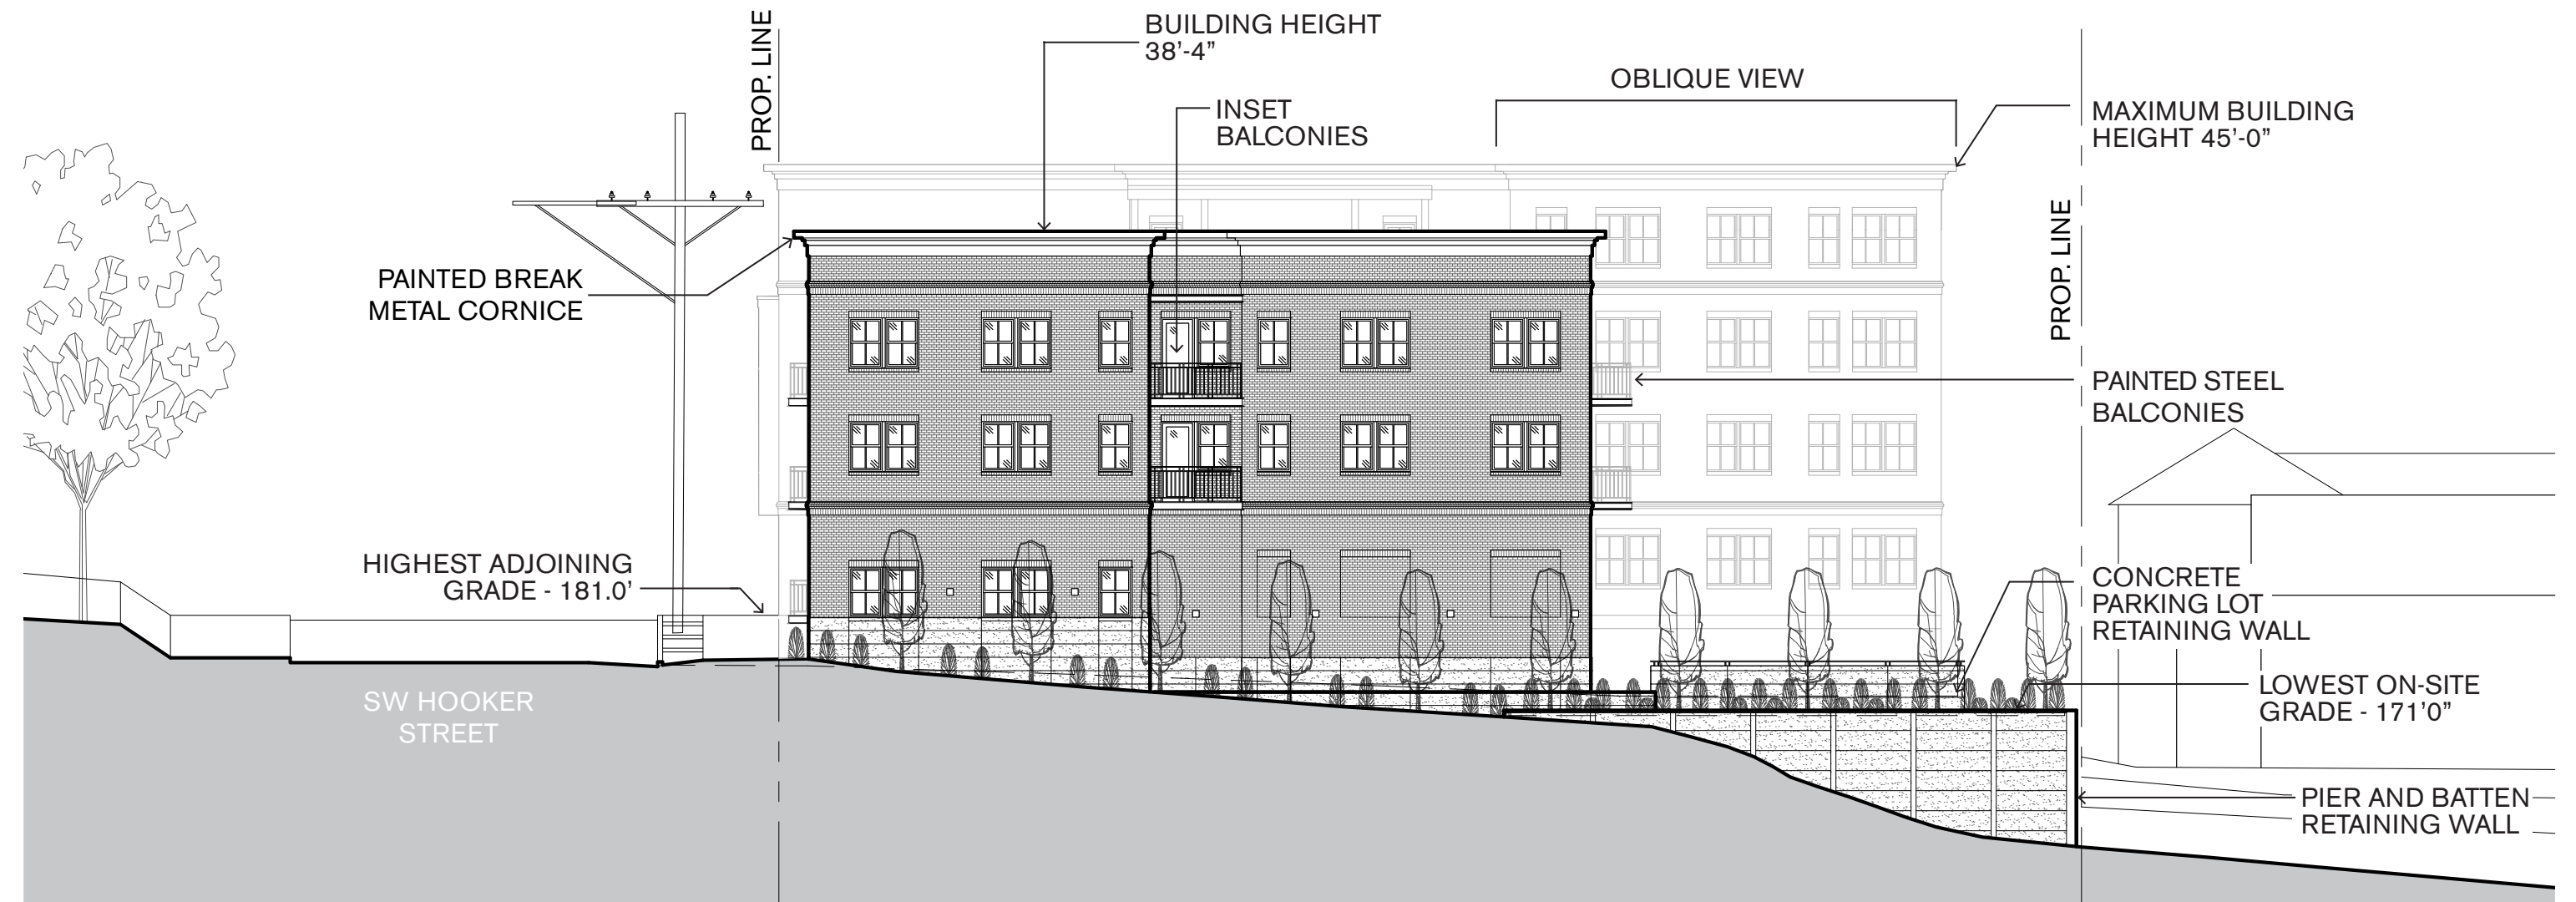 PROP. LINE
BUILDING HEIGHT
38’-4”
INSET
BALCONIES
OBLIQUE VIEW
MAXIMUM BUILDING
HEIGHT 45’-0”
PROP. LINE
PAINTED BREAK
METAL CORNICE
PAINTED STEEL
BALCONIES
HIGHEST ADJOINING
GRADE - 181.0’
CONCRETE
PARKING LOT
RETAINING WALL
LOWEST ON-SITE
GRADE - 171’0”
SW HOOKER
STREET
PIER AND BATTEN
RETAINING WALL